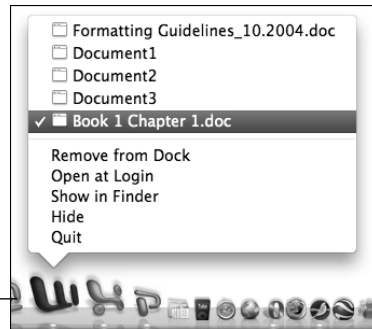 Formatting Guidelines_10.2004.doc
Document1
Document2
Document3
✓ Book 1 Chapter 1.doc
Remove from Dock
Open at Login
Show in Finder
Hide
Quit